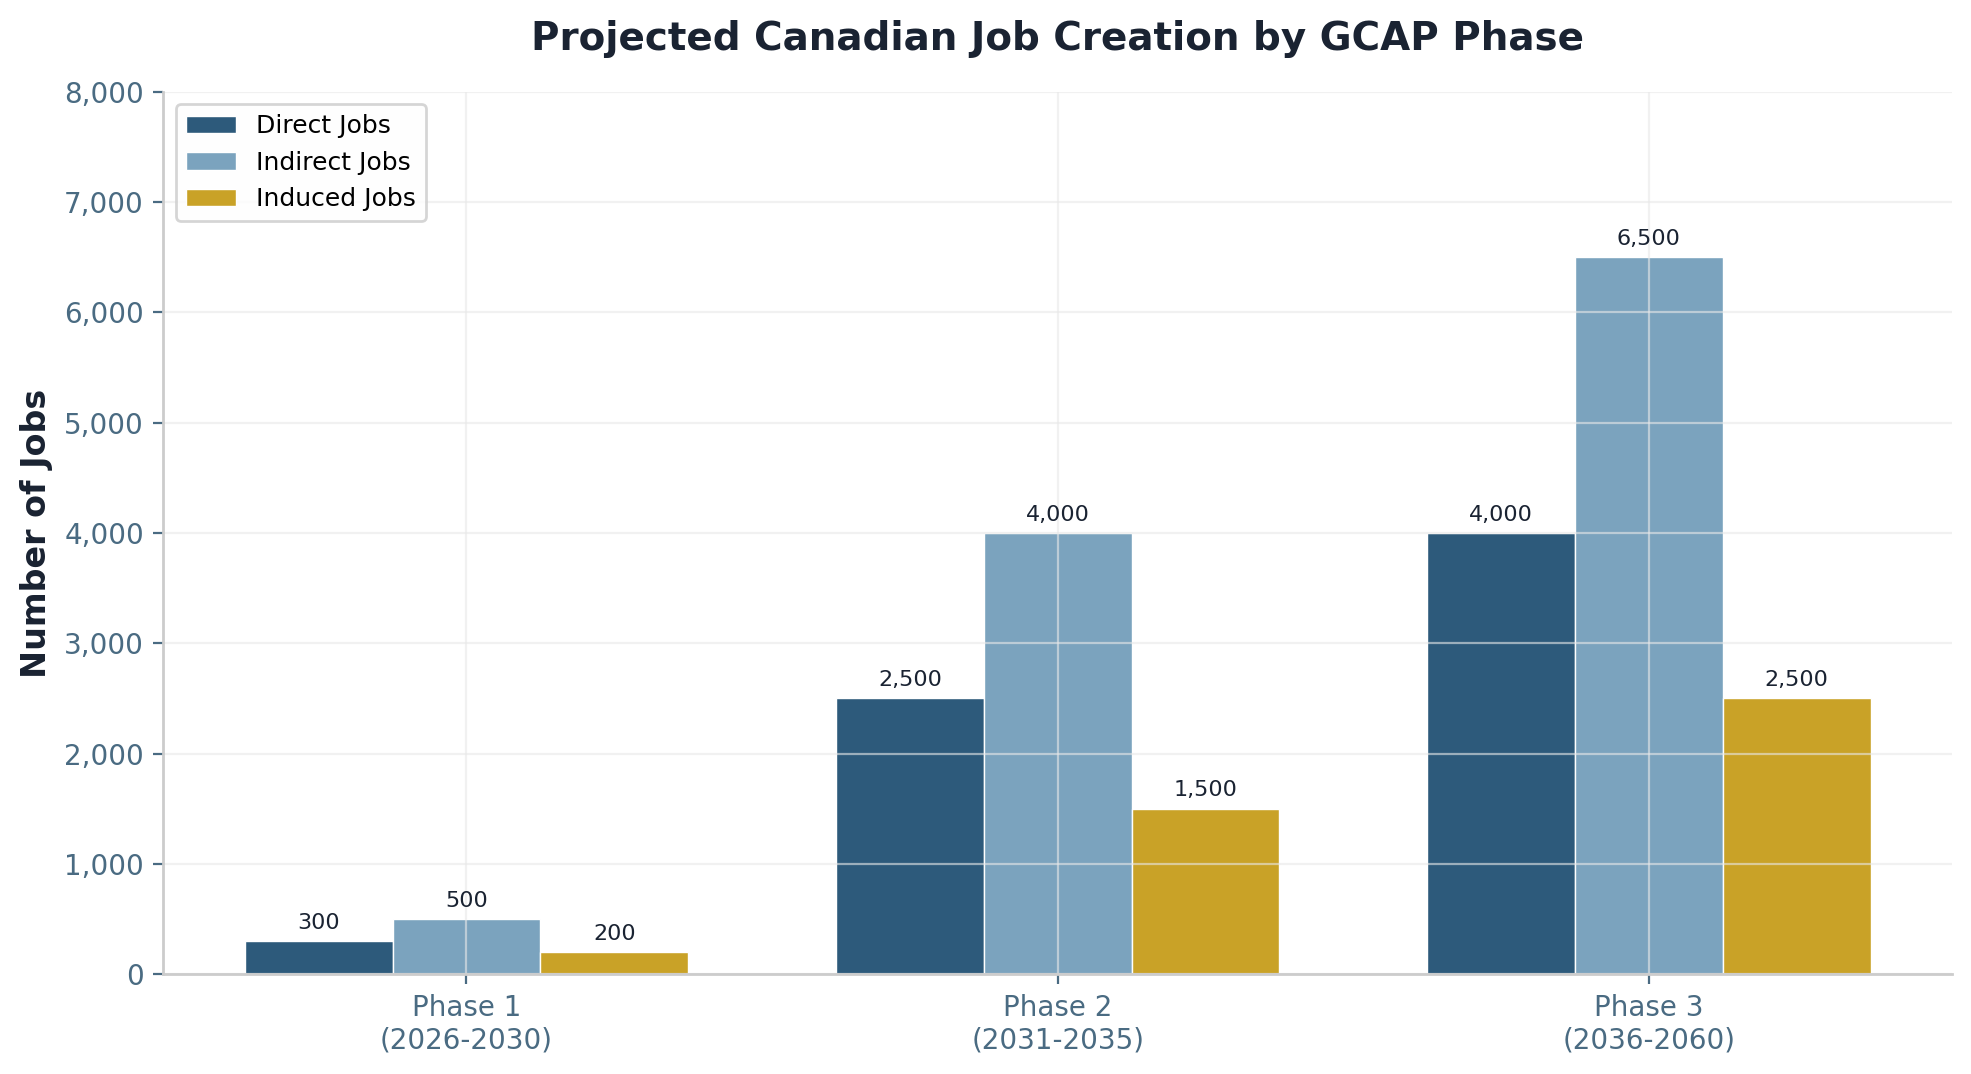 Projected Canadian Job Creation by GCAP Phase
Number of Jobs
8,000
7,000
6,000
5,000
4,000
3,000
2,000
1,000
0
Direct Jobs
Indirect Jobs
Induced Jobs
300
500
200
2,500
4,000
1,500
4,000
6,500
2,500
Phase 1
(2026-2030)
Phase 2
(2031-2035)
Phase 3
(2036-2060)